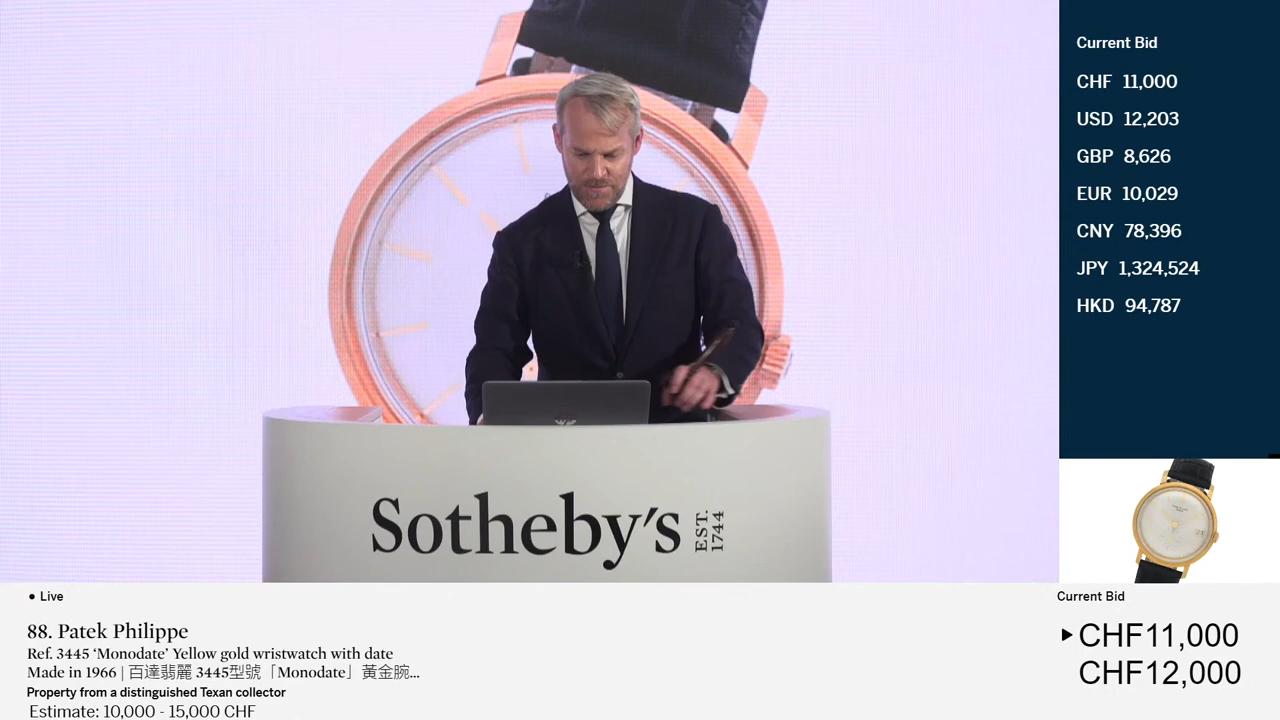 Current Bid
CHF 11,000
USD 12,203
GBP 8,626
EUR 10,029
CNY 78,396
JPY 1,324,524
HKD 94,787
Sotheby's
EST.
1744
• Live
88. Patek Philippe
Ref. 3445 ‘Monodate’ Yellow gold wristwatch with date
Made in 1966 | 百達翡麗 3445型號「Monodate」黃金腕...
Property from a distinguished Texan collector
Estimate: 10,000 - 15,000 CHF
Current Bid
CHF11,000
CHF12,000